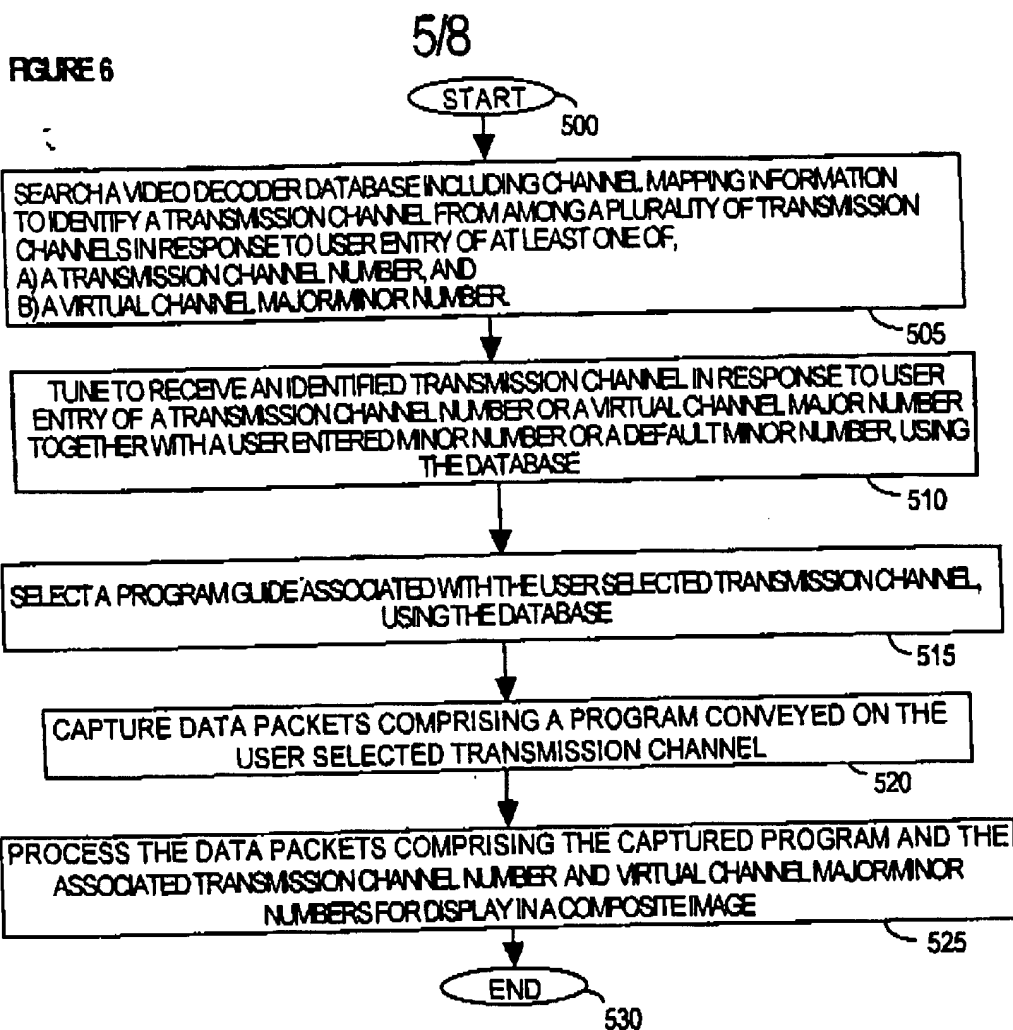 5/8
FIGURE 6
START
500
SEARCH A VIDEO DECODER DATABASE INCLUDING CHANNEL MAPPING INFORMATION
TO IDENTIFY A TRANSMISSION CHANNEL FROM AMONG A PLURALITY OF TRANSMISSION
CHANNELS IN RESPONSE TO USER ENTRY OF AT LEAST ONE OF,
A) A TRANSMISSION CHANNEL NUMBER, AND
B) A VIRTUAL CHANNEL MAJOR/MINOR NUMBER.
505
TUNE TO RECEIVE AN IDENTIFIED TRANSMISSION CHANNEL IN RESPONSE TO USER
ENTRY OF A TRANSMISSION CHANNEL NUMBER OR A VIRTUAL CHANNEL MAJOR NUMBER
TOGETHER WITH A USER ENTERED MINOR NUMBER OR A DEFAULT MINOR NUMBER, USING
THE DATABASE
510
SELECT A PROGRAM GUIDE ASSOCIATED WITH THE USER SELECTED TRANSMISSION CHANNEL,
USING THE DATABASE
515
CAPTURE DATA PACKETS COMPRISING A PROGRAM CONVEYED ON THE
USER SELECTED TRANSMISSION CHANNEL
520
PROCESS THE DATA PACKETS COMPRISING THE CAPTURED PROGRAM AND THE
ASSOCIATED TRANSMISSION CHANNEL NUMBER AND VIRTUAL CHANNEL MAJOR/MINOR
NUMBERS FOR DISPLAY IN A COMPOSITE IMAGE
525
END
530